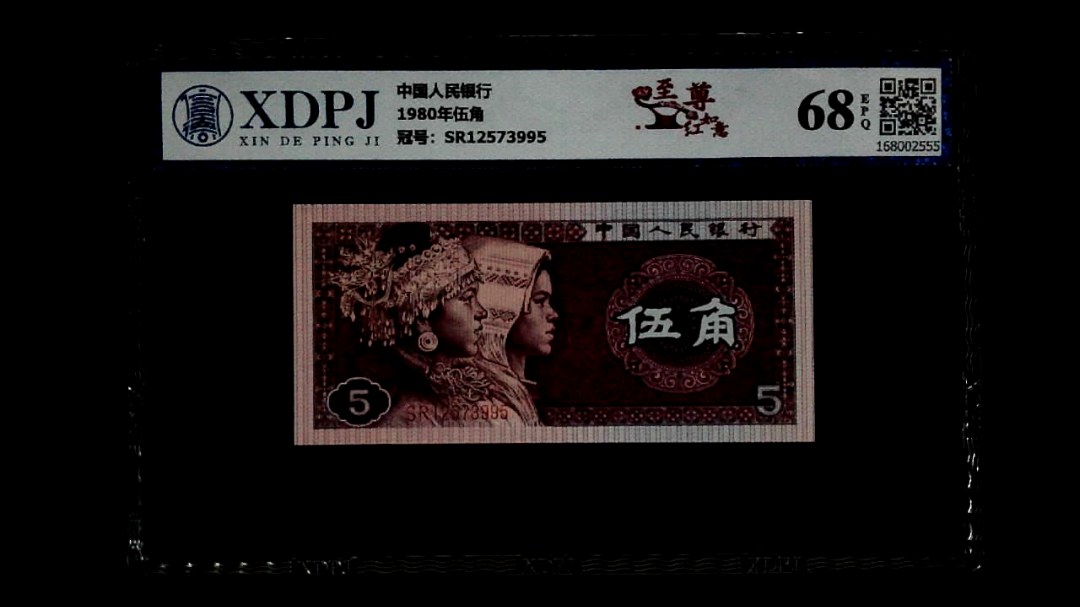 XDPJ
XIN DE PING JI
中国人民银行
1980年伍角
冠号：SR12573995
至尊
红如意
68 EPQ
168002555
中国人民银行
伍角
5
SR12573995
5
XDPJ